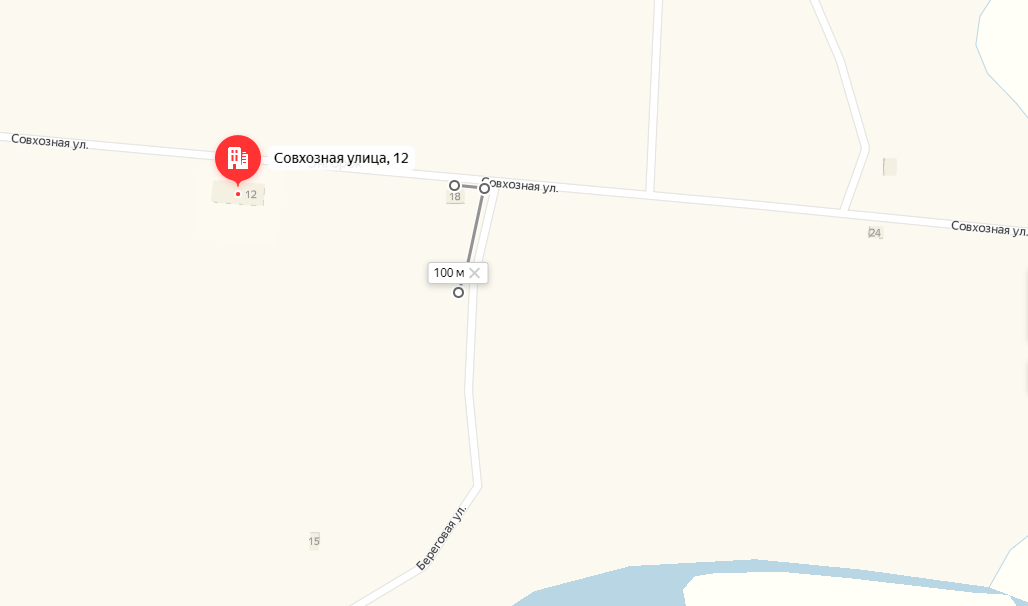 Совхозная ул.
Совхозная улица, 12
12
18
Совхозная ул.
Совхозная ул.
24
100 м
15
Береговая ул.